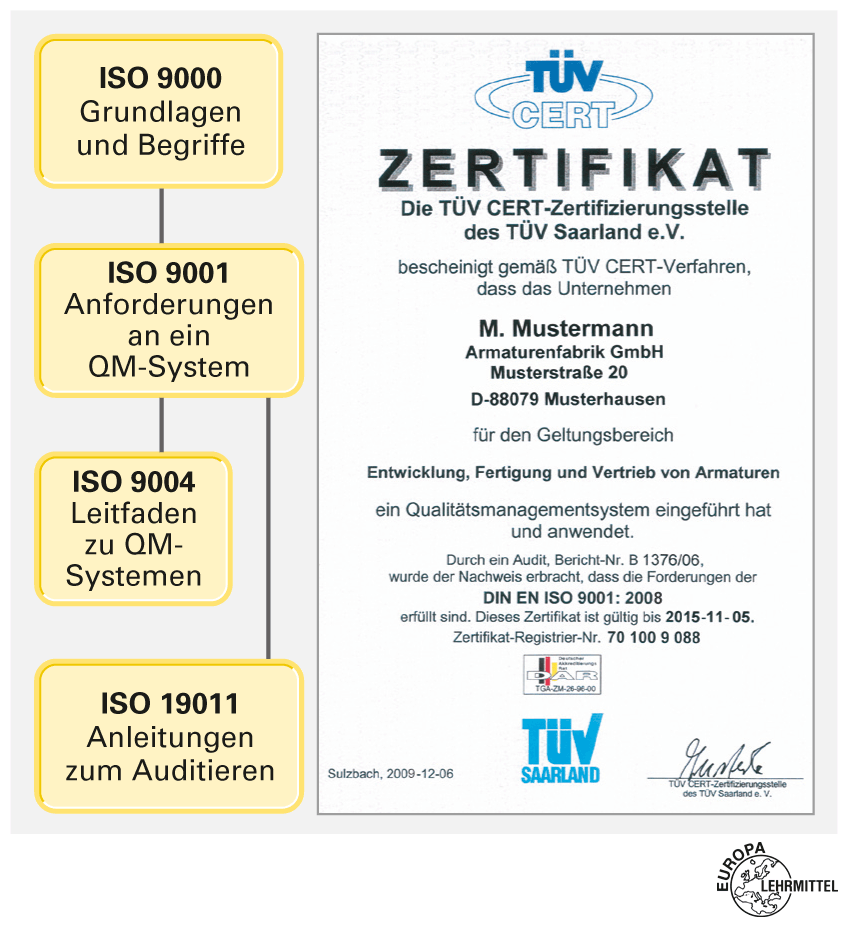 ISO 9000
Grundlagen
und Begriffe
ISO 9001
Anforderungen
an ein
QM-System
ISO 9004
Leitfaden
zu QM-
Systemen
ISO 19011
Anleitungen
zum Auditieren
TÜV
CERT
ZERTIFIKAT
Die TÜV CERT-Zertifizierungsstelle
des TÜV Saarland e.V.
bescheinigt gemäß TÜV CERT-Verfahren,
dass das Unternehmen
M. Mustermann
Armaturenfabrik GmbH
Musterstraße 20
D-88079 Musterhausen
für den Geltungsbereich
Entwicklung, Fertigung und Vertrieb von Armaturen
ein Qualitätsmanagementsystem eingeführt hat
und anwendet.
Durch ein Audit, Bericht-Nr. B 1376/06,
wurde der Nachweis erbracht, dass die Forderungen der
DIN EN ISO 9001: 2008
erfüllt sind. Dieses Zertifikat ist gültig bis 2015-11-05.
Zertifikat-Registrier-Nr. 70 100 9 088
Deutscher
Akkreditierungs
Rat
DAR
TGA-ZM-26-96-00
TÜV
SAARLAND
Sulzbach, 2009-12-06
Musterle
TÜV CERT-Zertifizierungsstelle
des TÜV Saarland e. V.
EUROPA
LEHRMITTEL